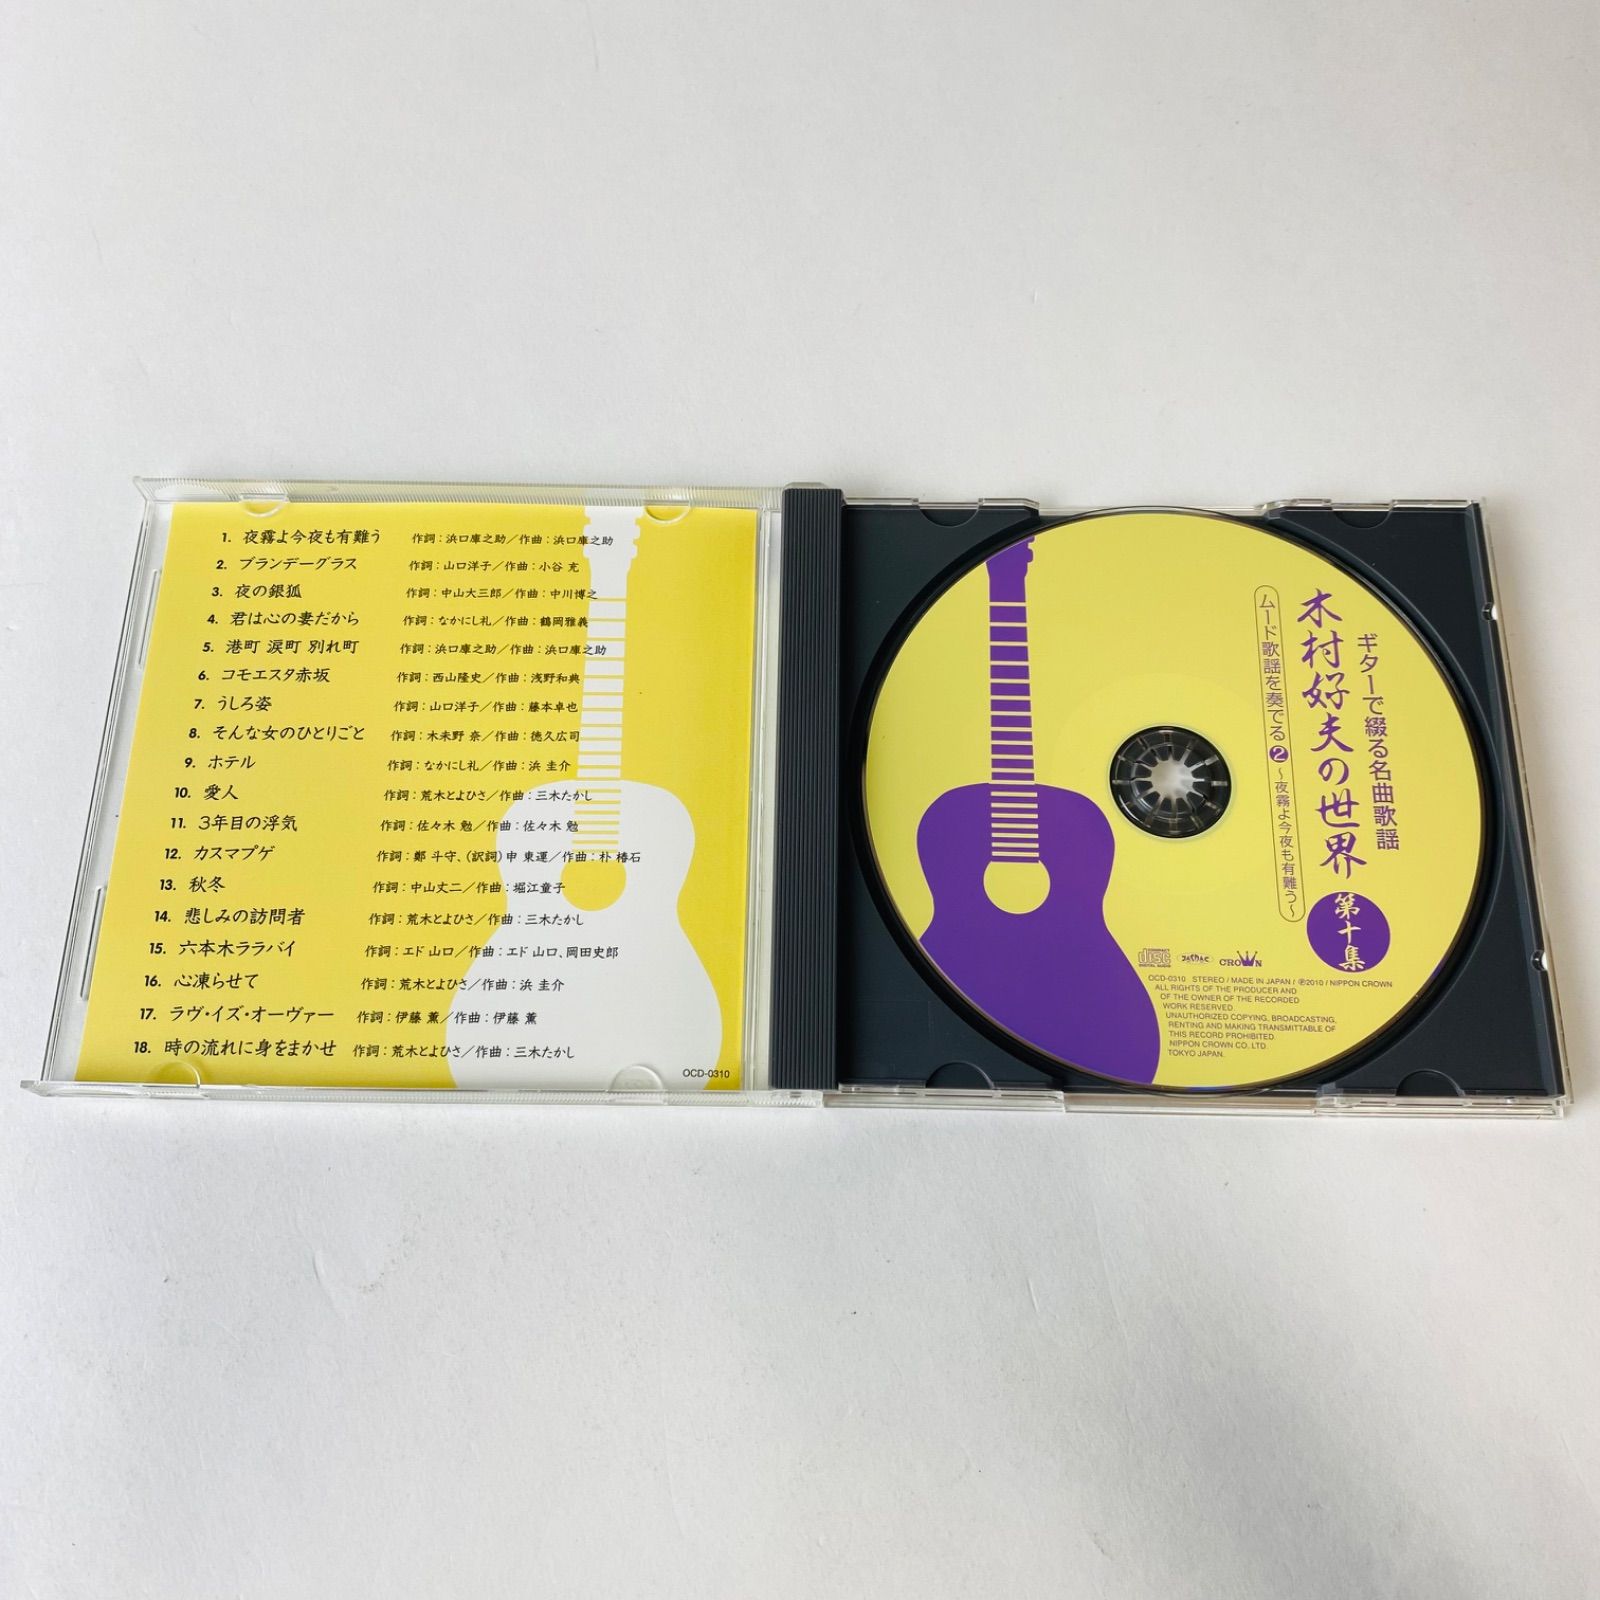 1. 夜霧よ今夜も有難う 作詞：浜口庫之助／作曲：浜口庫之助
2. ブランデーグラス 作詞：山口洋子／作曲：小谷 充
3. 夜の銀狐 作詞：中山大三郎／作曲：中川博之
4. 君は心の妻だから 作詞：なかにし礼／作曲：鶴岡雅義
5. 港町 涙町 別れ町 作詞：浜口庫之助／作曲：浜口庫之助
6. コモエスタ赤坂 作詞：西山隆史／作曲：浅野和典
7. うしろ姿 作詞：山口洋子／作曲：藤本卓也
8. そんな女のひとりごと 作詞：木未野 奈／作曲：徳久広司
9. ホテル 作詞：なかにし礼／作曲：浜 圭介
10. 愛人 作詞：荒木とよひさ／作曲：三木たかし
11. 3年目の浮気 作詞：佐々木 勉／作曲：佐々木 勉
12. カスマプゲ 作詞：鄭 斗守、（訳詞）申 東運／作曲：朴 椿石
13. 秋冬 作詞：中山丈二／作曲：堀江童子
14. 悲しみの訪問者 作詞：荒木とよひさ／作曲：三木たかし
15. 六本木ララバイ 作詞：エド 山口／作曲：エド 山口、岡田史郎
16. 心凍らせて 作詞：荒木とよひさ／作曲：浜 圭介
17. ラヴ・イズ・オーヴァー 作詞：伊藤 薫／作曲：伊藤 薫
18. 時の流れに身をまかせ 作詞：荒木とよひさ／作曲：三木たかし
OCD-0310
ギターで綴る名曲歌謡
木村好夫の世界
第十集
ムード歌謡を奏でる❷〜夜霧よ今夜も有難う〜
COMPACT
disc
DIGITAL AUDIO
JASRAC
CROWN
OCD-0310 STEREO / MADE IN JAPAN / ℗2010 / NIPPON CROWN
ALL RIGHTS OF THE PRODUCER AND
OF THE OWNER OF THE RECORDED
WORK RESERVED.
UNAUTHORIZED COPYING, BROADCASTING,
RENTING AND MAKING TRANSMITTABLE OF
THIS RECORD PROHIBITED.
NIPPON CROWN CO. LTD.
TOKYO JAPAN.